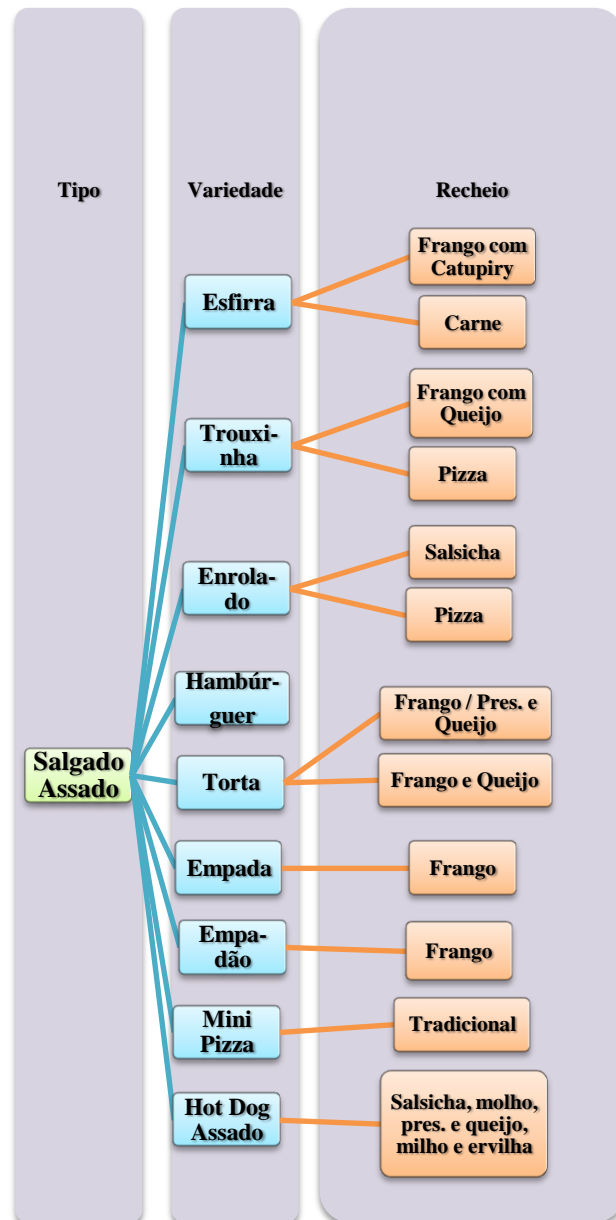 Tipo
Variedade
Recheio
Salgado
Assado
Esfirra
Frango com
Catupiry
Carne
Trouxi-
nha
Frango com
Queijo
Pizza
Enrola-
do
Salsicha
Pizza
Hambúr-
guer
Torta
Frango / Pres. e
Queijo
Frango e Queijo
Empada
Frango
Empa-
dão
Frango
Mini
Pizza
Tradicional
Hot Dog
Assado
Salsicha, molho,
pres. e queijo,
milho e ervilha